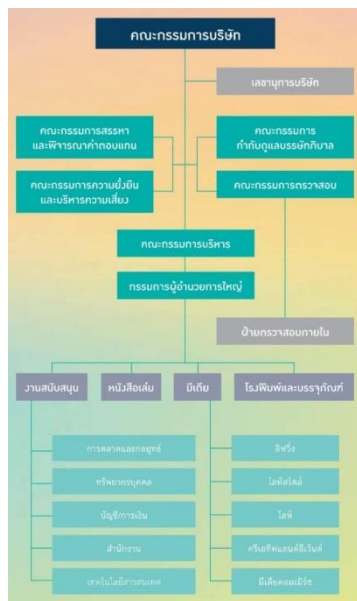 คณะกรรมการบริษัท
เลขานุการบริษัท
คณะกรรมการสรรหา
และพิจารณาค่าตอบแทน
คณะกรรมการ
กำกับดูแลบรรษัทภิบาล
คณะกรรมการความยั่งยืน
และบริหารความเสี่ยง
คณะกรรมการตรวจสอบ
คณะกรรมการบริหาร
กรรมการผู้อำนวยการใหญ่
ฝ่ายตรวจสอบภายใน
งานสนับสนุน
หนังสือเล่ม
มีเดีย
โรงพิมพ์และบรรจุภัณฑ์
การตลาดและกลยุทธ์
ลิฟวิ่ง
ทรัพยากรบุคคล
ไลฟ์สไตล์
บัญชี/การเงิน
ไลฟ์
สำนักงาน
ครีเอทีฟแอนด์อีเว้นท์
เทคโนโลยีสารสนเทศ
มีเดียคอมเมิร์ซ